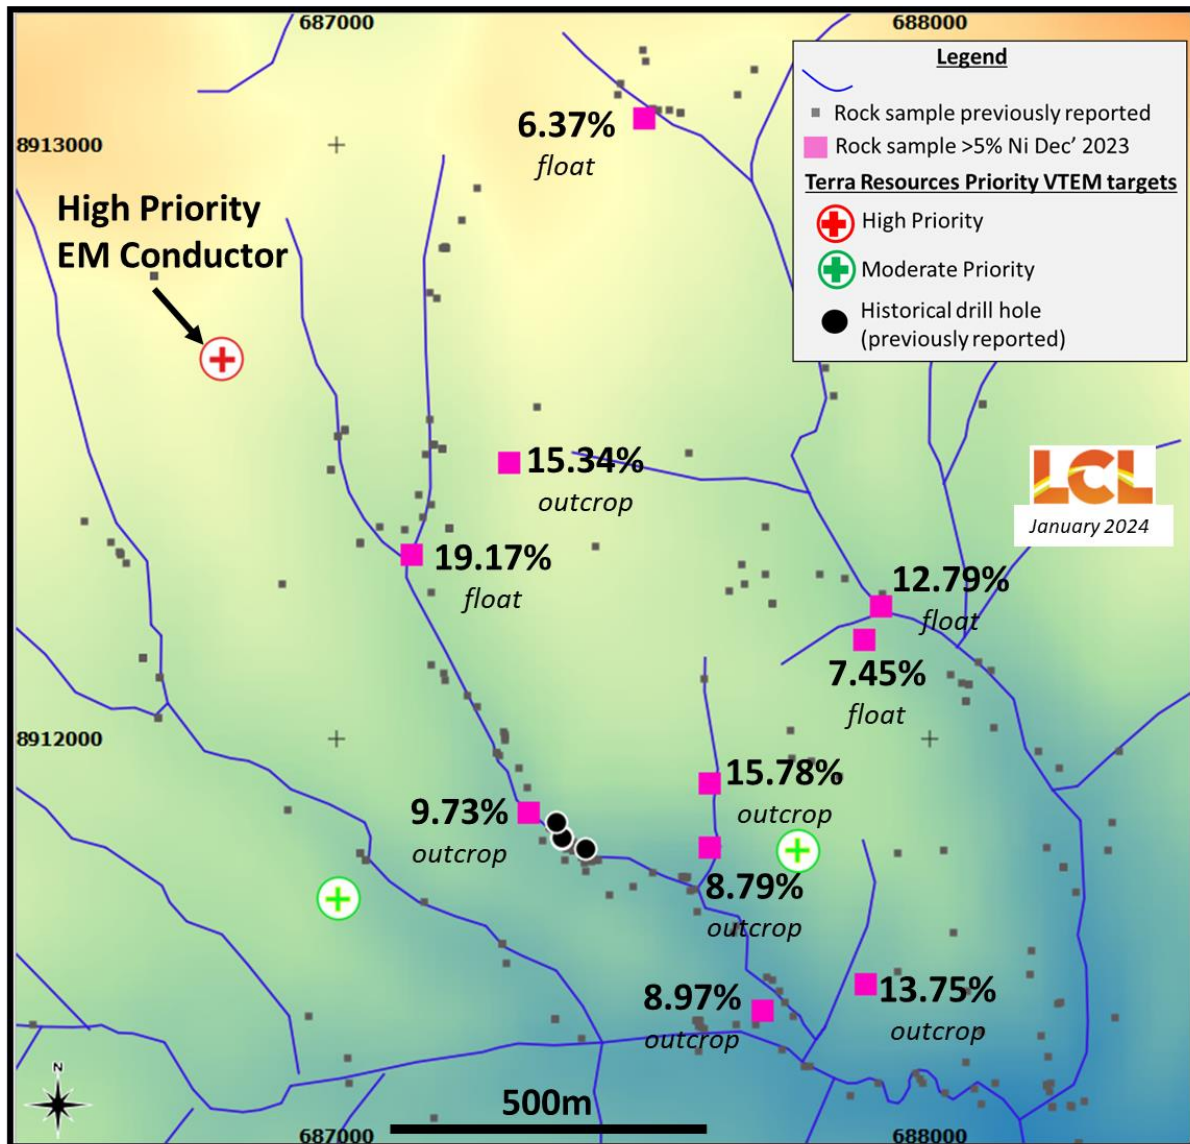 687000
688000
Legend
Rock sample previously reported
Rock sample >5% Ni Dec' 2023
Terra Resources Priority VTEM targets
High Priority
Moderate Priority
Historical drill hole
(previously reported)
6.37%
float
8913000
High Priority
EM Conductor
15.34%
outcrop
LCL
January 2024
19.17%
float
12.79%
float
7.45%
float
8912000
15.78%
outcrop
9.73%
outcrop
8.79%
outcrop
8.97%
outcrop
13.75%
outcrop
N
500m
687000
688000